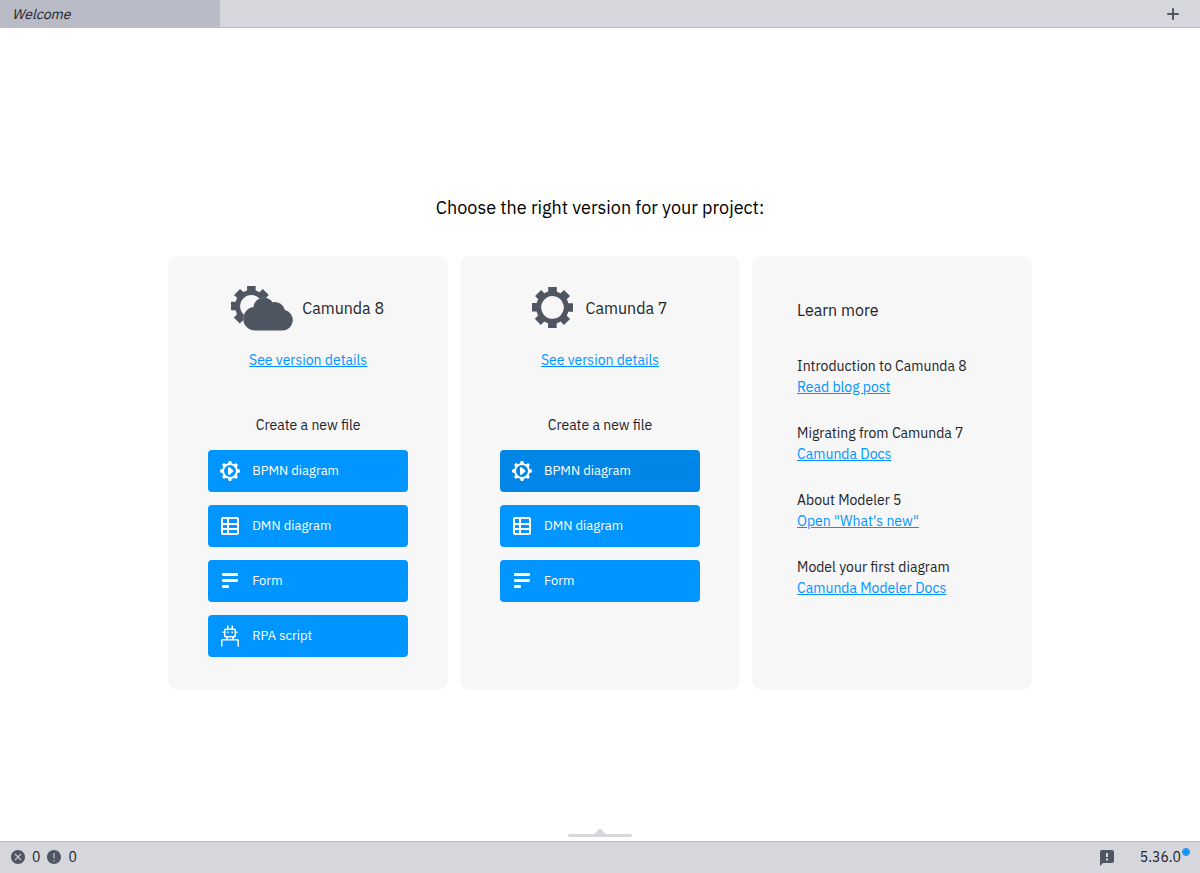 Welcome
Choose the right version for your project:
Camunda 8
See version details
Create a new file
BPMN diagram
DMN diagram
Form
RPA script
Camunda 7
See version details
Create a new file
BPMN diagram
DMN diagram
Form
Learn more
Introduction to Camunda 8
Read blog post
Migrating from Camunda 7
Camunda Docs
About Modeler 5
Open "What's new"
Model your first diagram
Camunda Modeler Docs
0 0 5.36.0